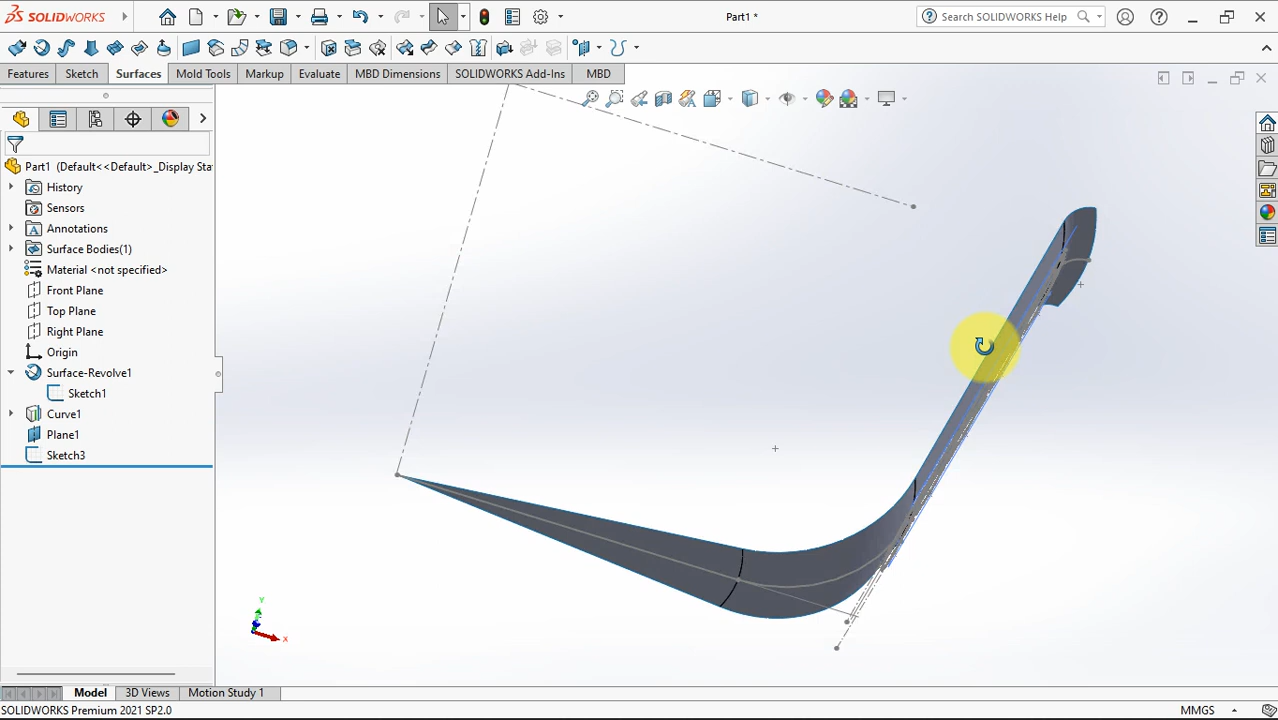 SOLIDWORKS
Part1 *
Search SOLIDWORKS Help
Features
Sketch
Surfaces
Mold Tools
Markup
Evaluate
MBD Dimensions
SOLIDWORKS Add-Ins
MBD
Part1 (Default<<Default>_Display Sta
History
Sensors
Annotations
Surface Bodies(1)
Material <not specified>
Front Plane
Top Plane
Right Plane
Origin
Surface-Revolve1
Sketch1
Curve1
Plane1
Sketch3
Y
X
Model
3D Views
Motion Study 1
SOLIDWORKS Premium 2021 SP2.0
MMGS